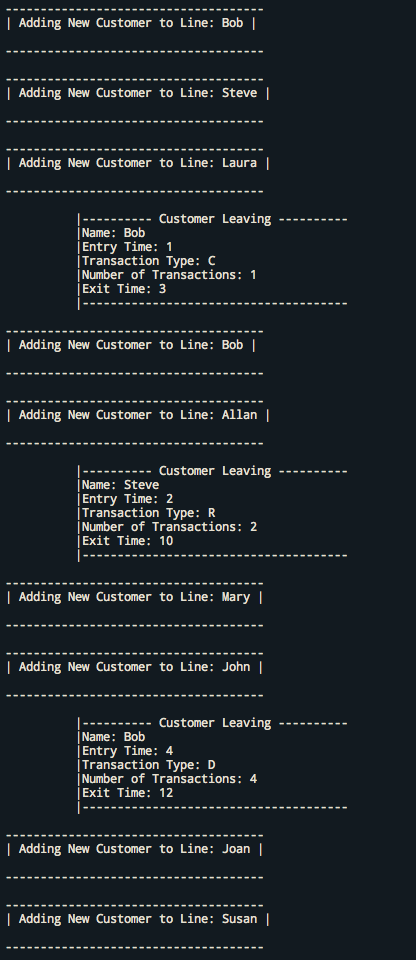 -------------------------------------
| Adding New Customer to Line: Bob |
-------------------------------------
-------------------------------------
| Adding New Customer to Line: Steve |
-------------------------------------
-------------------------------------
| Adding New Customer to Line: Laura |
-------------------------------------
|---------- Customer Leaving ----------
|Name: Bob
|Entry Time: 1
|Transaction Type: C
|Number of Transactions: 1
|Exit Time: 3
|--------------------------------------
-------------------------------------
| Adding New Customer to Line: Bob |
-------------------------------------
-------------------------------------
| Adding New Customer to Line: Allan |
-------------------------------------
|---------- Customer Leaving ----------
|Name: Steve
|Entry Time: 2
|Transaction Type: R
|Number of Transactions: 2
|Exit Time: 10
|--------------------------------------
-------------------------------------
| Adding New Customer to Line: Mary |
-------------------------------------
-------------------------------------
| Adding New Customer to Line: John |
-------------------------------------
|---------- Customer Leaving ----------
|Name: Bob
|Entry Time: 4
|Transaction Type: D
|Number of Transactions: 4
|Exit Time: 12
|--------------------------------------
-------------------------------------
| Adding New Customer to Line: Joan |
-------------------------------------
-------------------------------------
| Adding New Customer to Line: Susan |
-------------------------------------